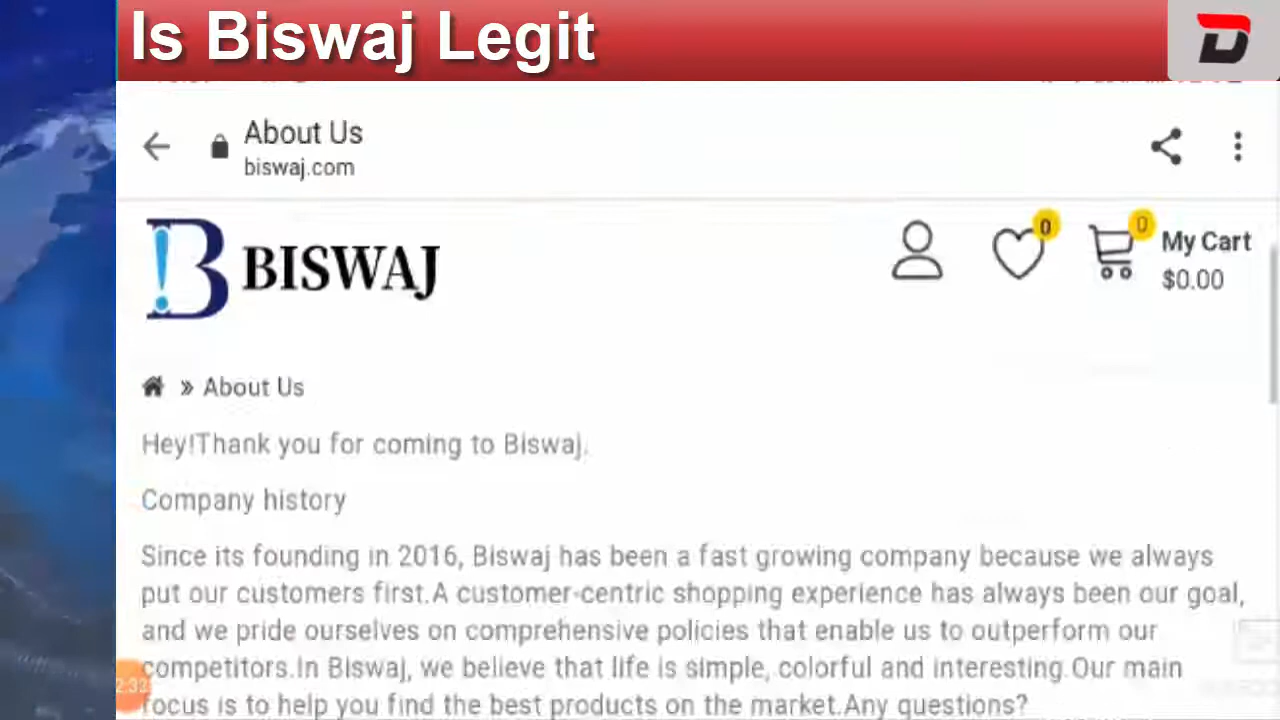 Is Biswaj Legit
D
About Us
biswaj.com
BISWAJ
0
0
My Cart
$0.00
» About Us
Hey!Thank you for coming to Biswaj.
Company history
Since its founding in 2016, Biswaj has been a fast growing company because we always
put our customers first.A customer-centric shopping experience has always been our goal,
and we pride ourselves on comprehensive policies that enable us to outperform our
competitors.In Biswaj, we believe that life is simple, colorful and interesting.Our main
focus is to help you find the best products on the market.Any questions?
2:33